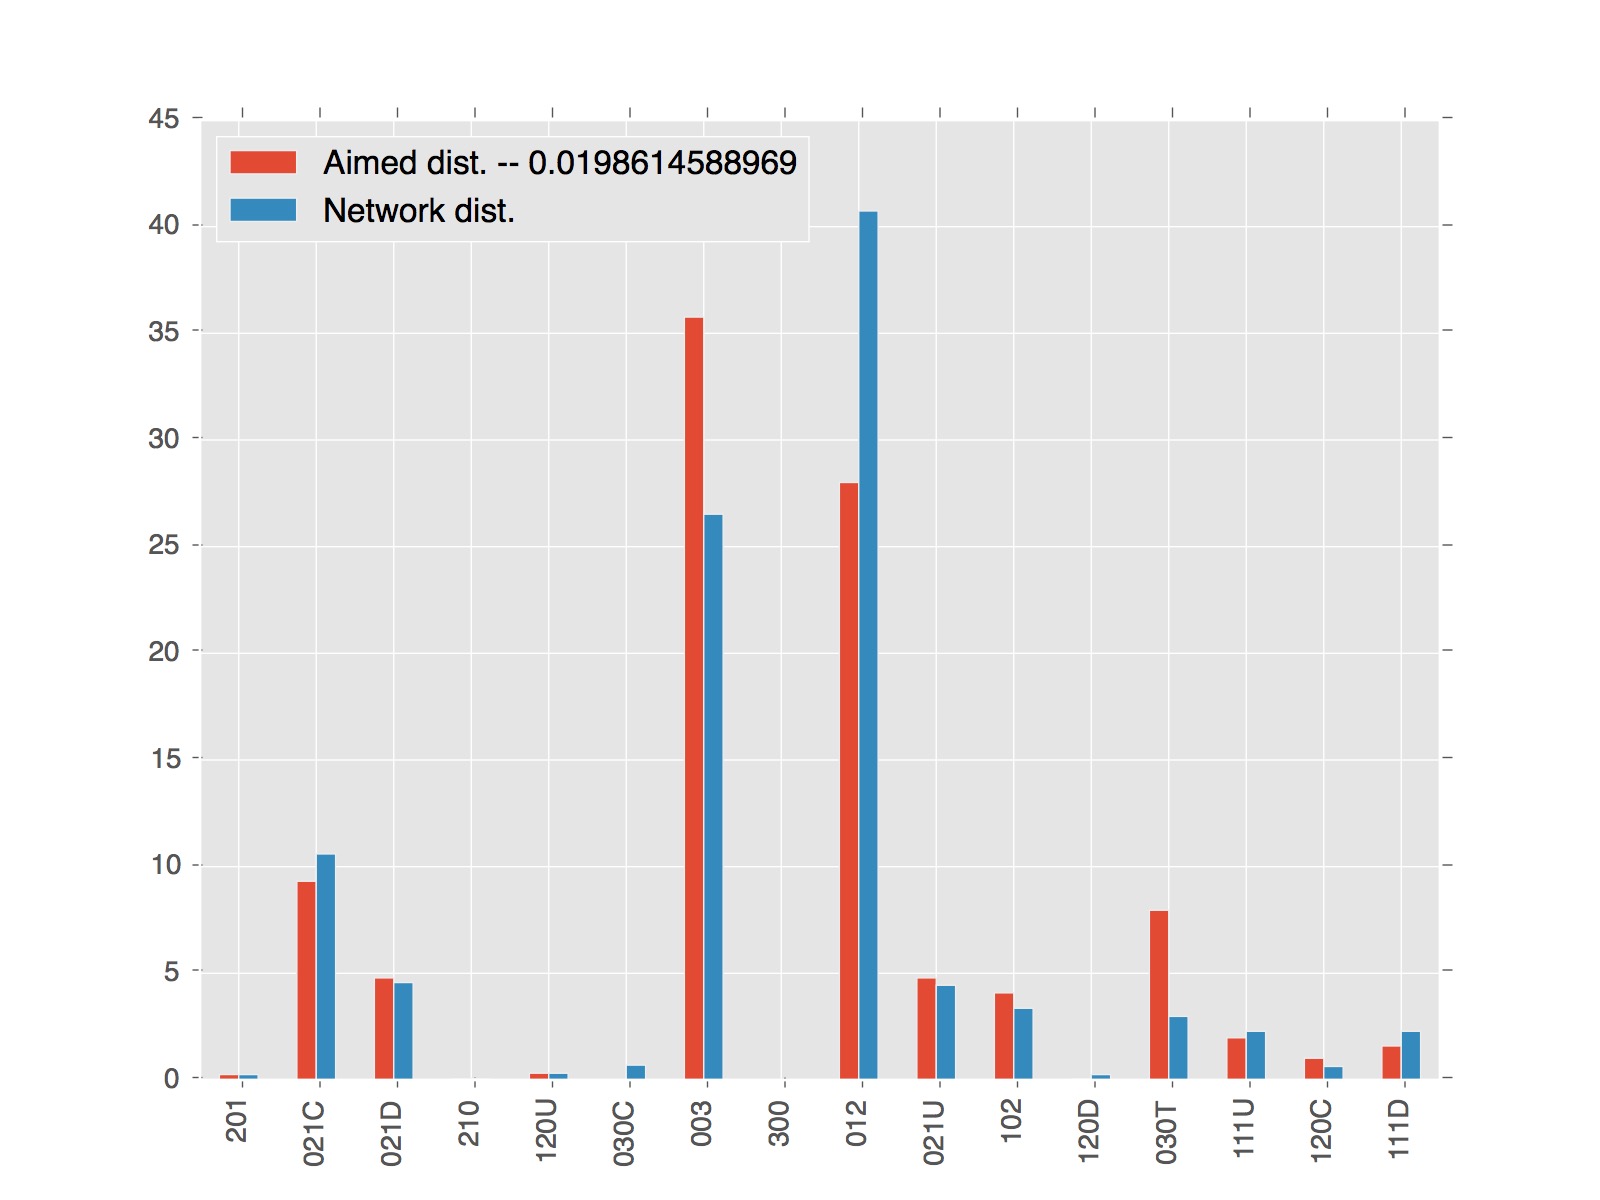 45
40
35
30
25
20
15
10
5
0
Aimed dist. -- 0.0198614588969
Network dist.
201
021C
021D
210
120U
030C
003
300
012
021U
102
120D
030T
111U
120C
111D